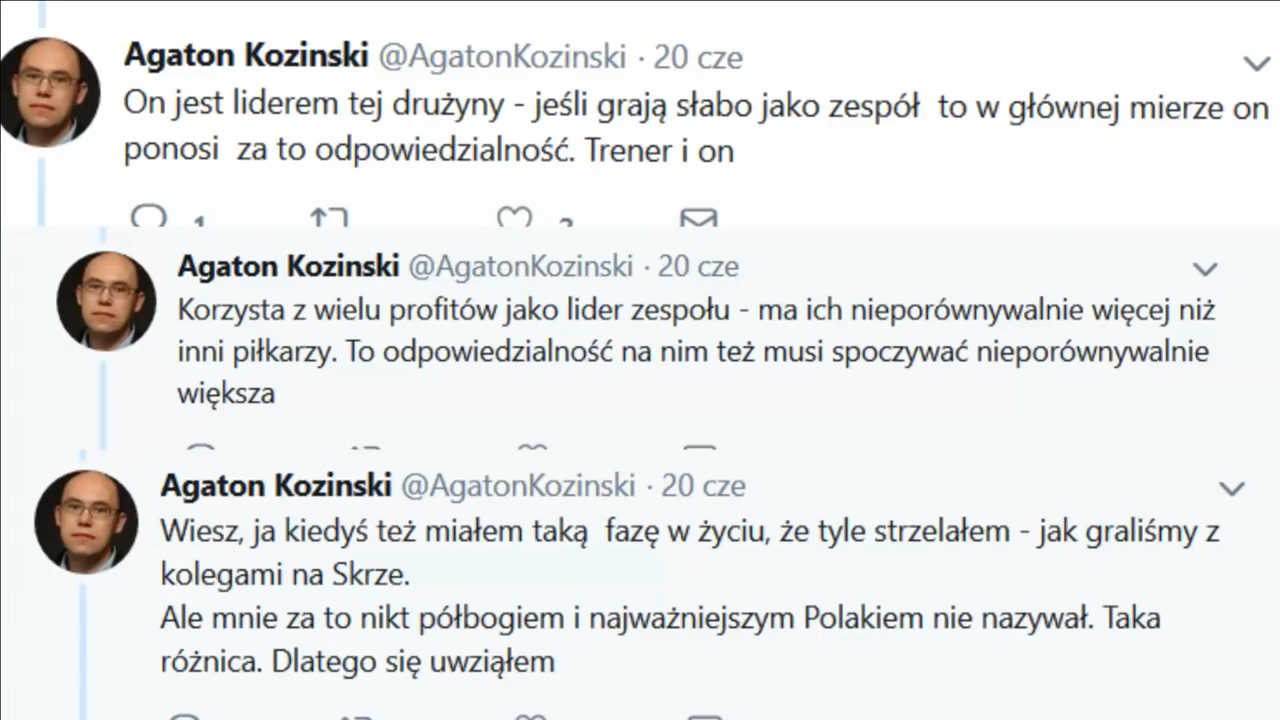 Agaton Kozinski @AgatonKozinski · 20 cze
On jest liderem tej drużyny - jeśli grają słabo jako zespół to w głównej mierze on
ponosi za to odpowiedzialność. Trener i on
Agaton Kozinski @AgatonKozinski · 20 cze
Korzysta z wielu profitów jako lider zespołu - ma ich nieporównywalnie więcej niż
inni piłkarzy. To odpowiedzialność na nim też musi spoczywać nieporównywalnie
większa
Agaton Kozinski @AgatonKozinski · 20 cze
Wiesz, ja kiedyś też miałem taką fazę w życiu, że tyle strzelałem - jak graliśmy z
kolegami na Skrze.
Ale mnie za to nikt półbogiem i najważniejszym Polakiem nie nazywał. Taka
różnica. Dlatego się uwziąłem